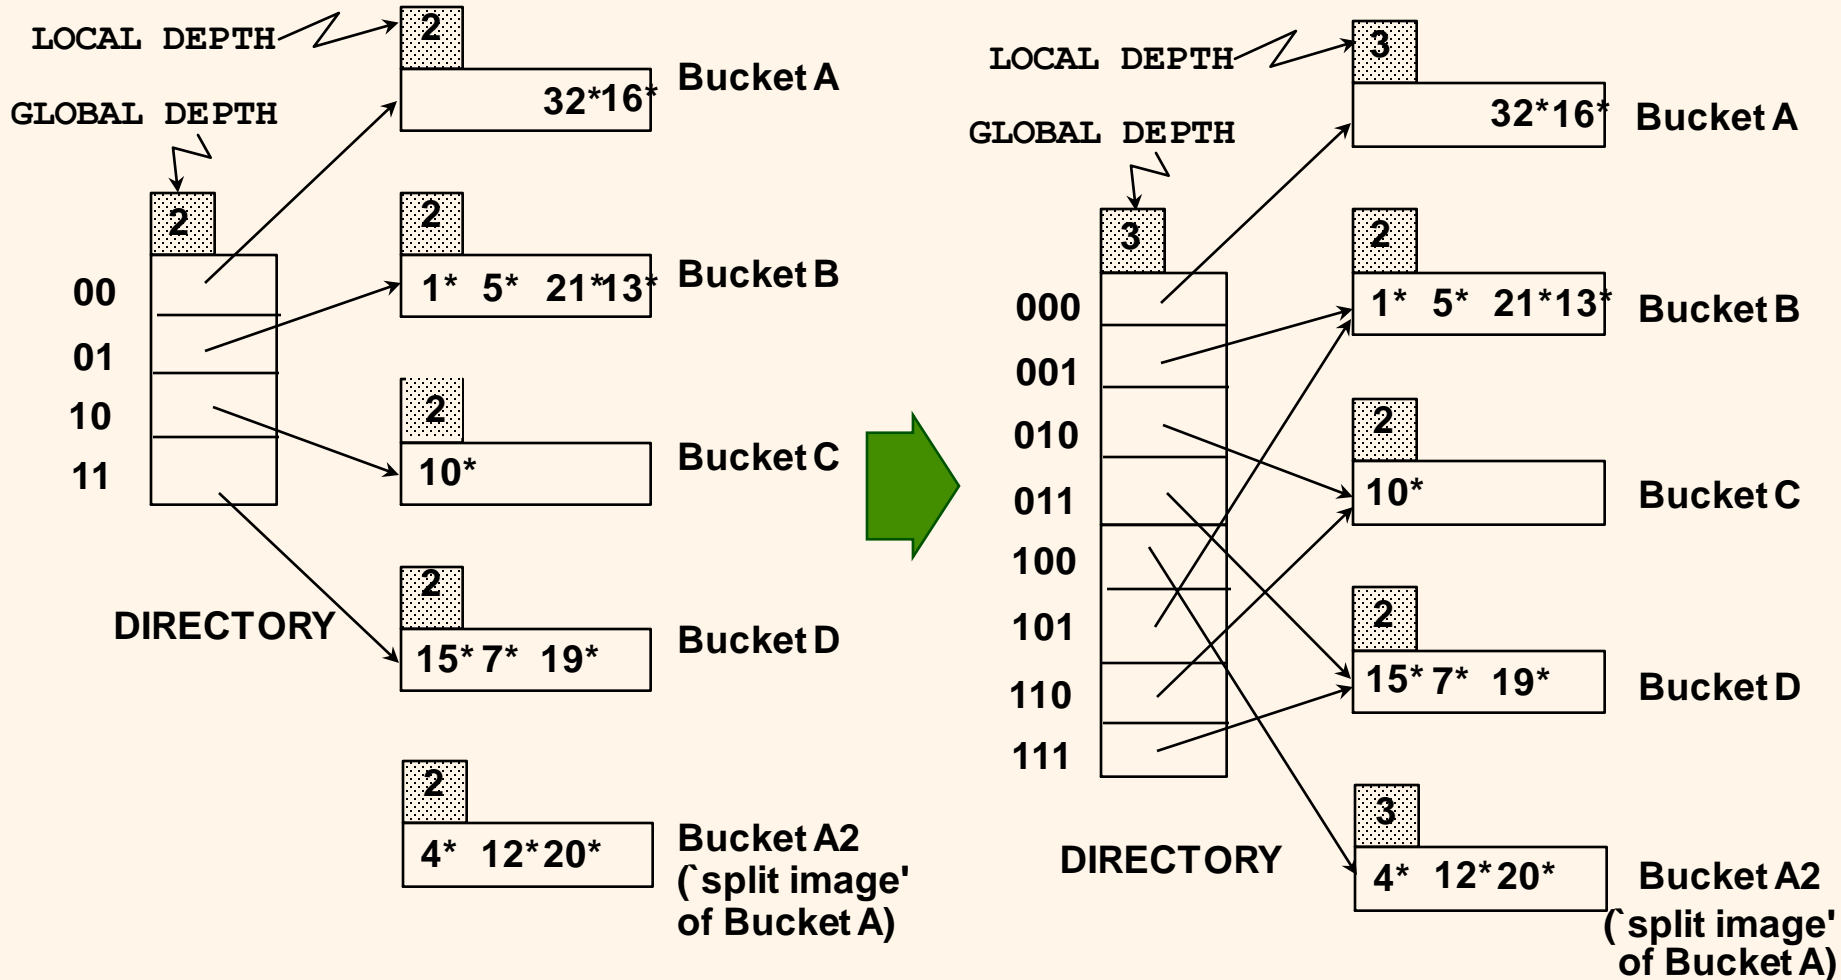 LOCAL DEPTH
2
32*16*
Bucket A
GLOBAL DEPTH
2
00
01
10
11
2
1* 5* 21*13*
Bucket B
2
10*
Bucket C
DIRECTORY
2
15* 7* 19*
Bucket D
2
4* 12*20*
Bucket A2
(`split image'
of Bucket A)
LOCAL DEPTH
3
32*16*
Bucket A
GLOBAL DEPTH
3
000
001
010
011
100
101
110
111
2
1* 5* 21*13*
Bucket B
2
10*
Bucket C
2
15* 7* 19*
Bucket D
DIRECTORY
3
4* 12*20*
Bucket A2
(`split image'
of Bucket A)